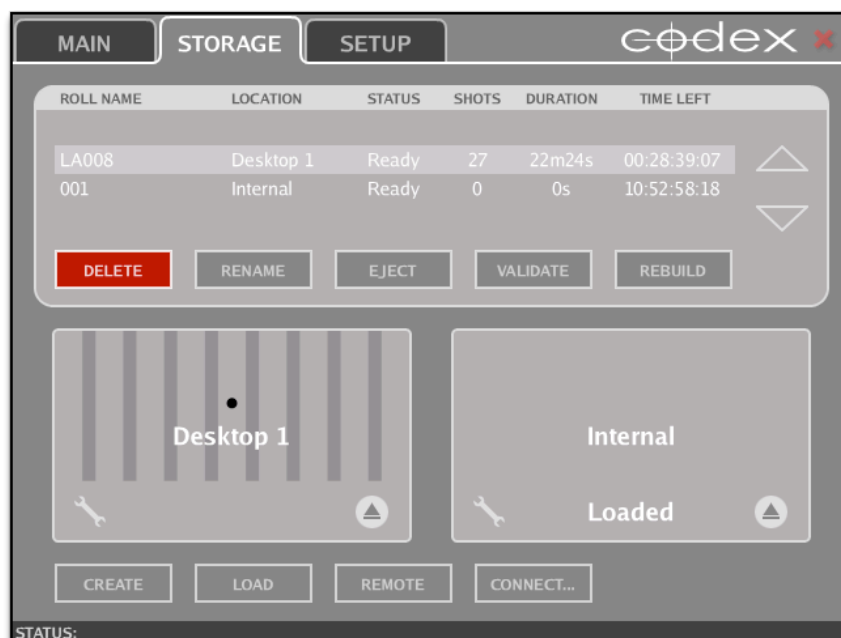 MAIN STORAGE SETUP codex
ROLL NAME LOCATION STATUS SHOTS DURATION TIME LEFT
LA008 Desktop 1 Ready 27 22m24s 00:28:39:07
001 Internal Ready 0 0s 10:52:58:18
DELETE RENAME EJECT VALIDATE REBUILD
Desktop 1 Internal
Loaded
CREATE LOAD REMOTE CONNECT...
STATUS: